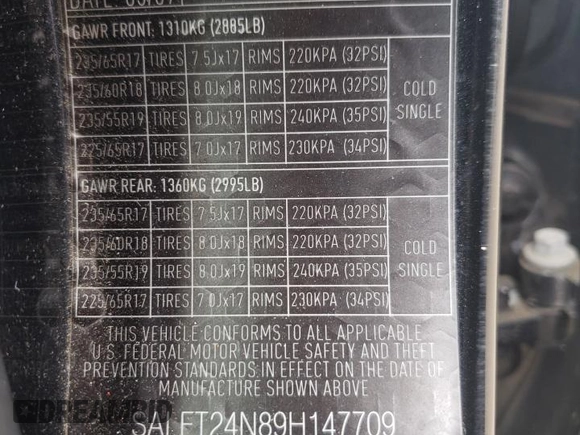 GAWR FRONT: 1310KG (2885LB)
235/65R17 TIRES 7.5Jx17 RIMS 220KPA (32PSI)
235/60R18 TIRES 8.0Jx18 RIMS 220KPA (32PSI) COLD
235/55R19 TIRES 8.0Jx19 RIMS 240KPA (35PSI) SINGLE
225/65R17 TIRES 7.0Jx17 RIMS 230KPA (34PSI)
GAWR REAR: 1360KG (2995LB)
235/65R17 TIRES 7.5Jx17 RIMS 220KPA (32PSI)
235/60R18 TIRES 8.0Jx18 RIMS 220KPA (32PSI) COLD
235/55R19 TIRES 8.0Jx19 RIMS 240KPA (35PSI) SINGLE
225/65R17 TIRES 7.0Jx17 RIMS 230KPA (34PSI)
THIS VEHICLE CONFORMS TO ALL APPLICABLE
U.S. FEDERAL MOTOR VEHICLE SAFETY AND THEFT
PREVENTION STANDARDS IN EFFECT ON THE DATE
OF MANUFACTURE SHOWN ABOVE
SALFT24N89H147709
DREAMBID